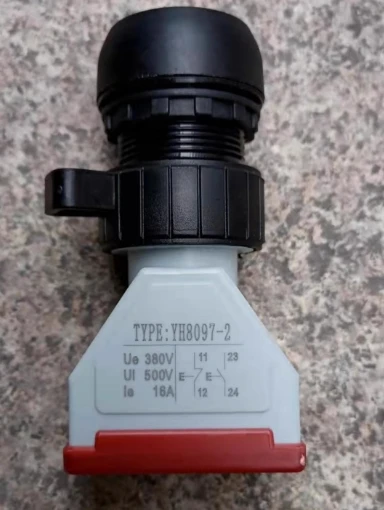 TYPE:YH8097-2
Ue 380V
UI 500V
Ie 16A
11 23
E E
12 24